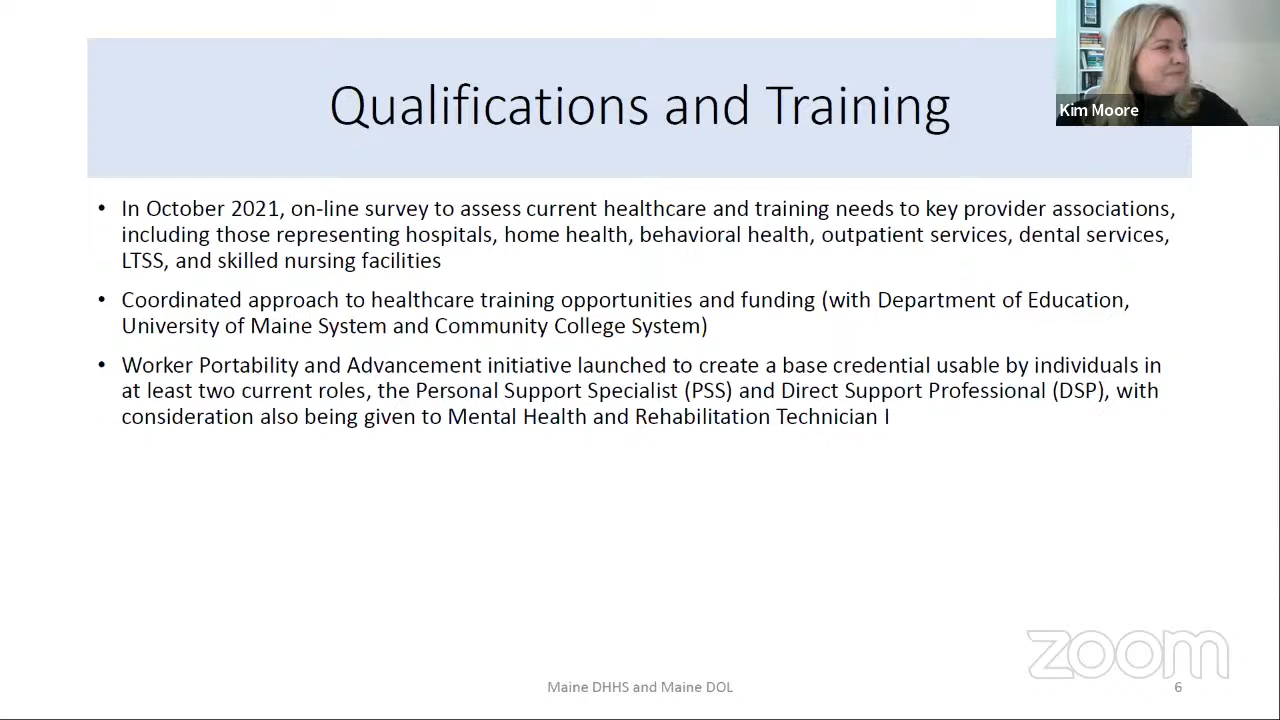 Qualifications and Training
Kim Moore
• In October 2021, on-line survey to assess current healthcare and training needs to key provider associations,
including those representing hospitals, home health, behavioral health, outpatient services, dental services,
LTSS, and skilled nursing facilities
• Coordinated approach to healthcare training opportunities and funding (with Department of Education,
University of Maine System and Community College System)
• Worker Portability and Advancement initiative launched to create a base credential usable by individuals in
at least two current roles, the Personal Support Specialist (PSS) and Direct Support Professional (DSP), with
consideration also being given to Mental Health and Rehabilitation Technician I
zoom
Maine DHHS and Maine DOL
6